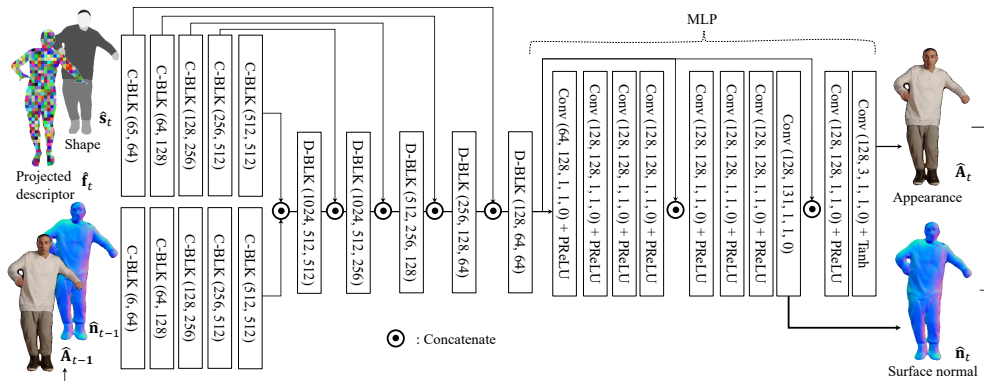 MLP
Shape
ŝt
Projected
descriptor
f̂t
C-BLK (65, 64)
C-BLK (64, 128)
C-BLK (128, 256)
C-BLK (256, 512)
C-BLK (512, 512)
n̂t−1
Ât−1
C-BLK (6, 64)
C-BLK (64, 128)
C-BLK (128, 256)
C-BLK (256, 512)
C-BLK (512, 512)
D-BLK (1024, 512, 512)
D-BLK (1024, 512, 256)
D-BLK (512, 256, 128)
D-BLK (256, 128, 64)
D-BLK (128, 64, 64)
Conv (64, 128, 1, 1, 0) + PReLU
Conv (128, 128, 1, 1, 0) + PReLU
Conv (128, 128, 1, 1, 0) + PReLU
Conv (128, 128, 1, 1, 0) + PReLU
Conv (128, 128, 1, 1, 0) + PReLU
Conv (128, 128, 1, 1, 0) + PReLU
Conv (128, 128, 1, 1, 0) + PReLU
Conv (128, 131, 1, 1, 0)
Conv (128, 128, 1, 1, 0) + PReLU
Conv (128, 3, 1, 1, 0) + Tanh
: Concatenate
Ât
Appearance
n̂t
Surface normal